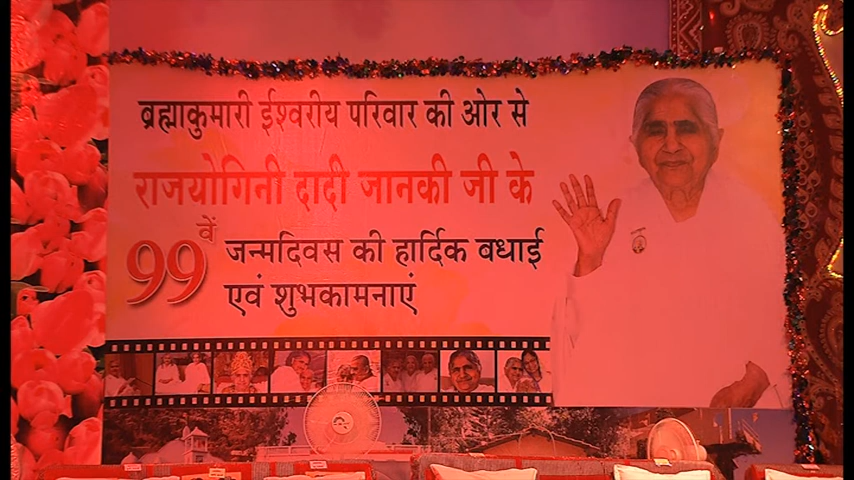 ब्रह्माकुमारी ईश्वरीय परिवार की ओर से
राजयोगिनी दादी जानकी जी के
99वें जन्मदिवस की हार्दिक बधाई
एवं शुभकामनाएं